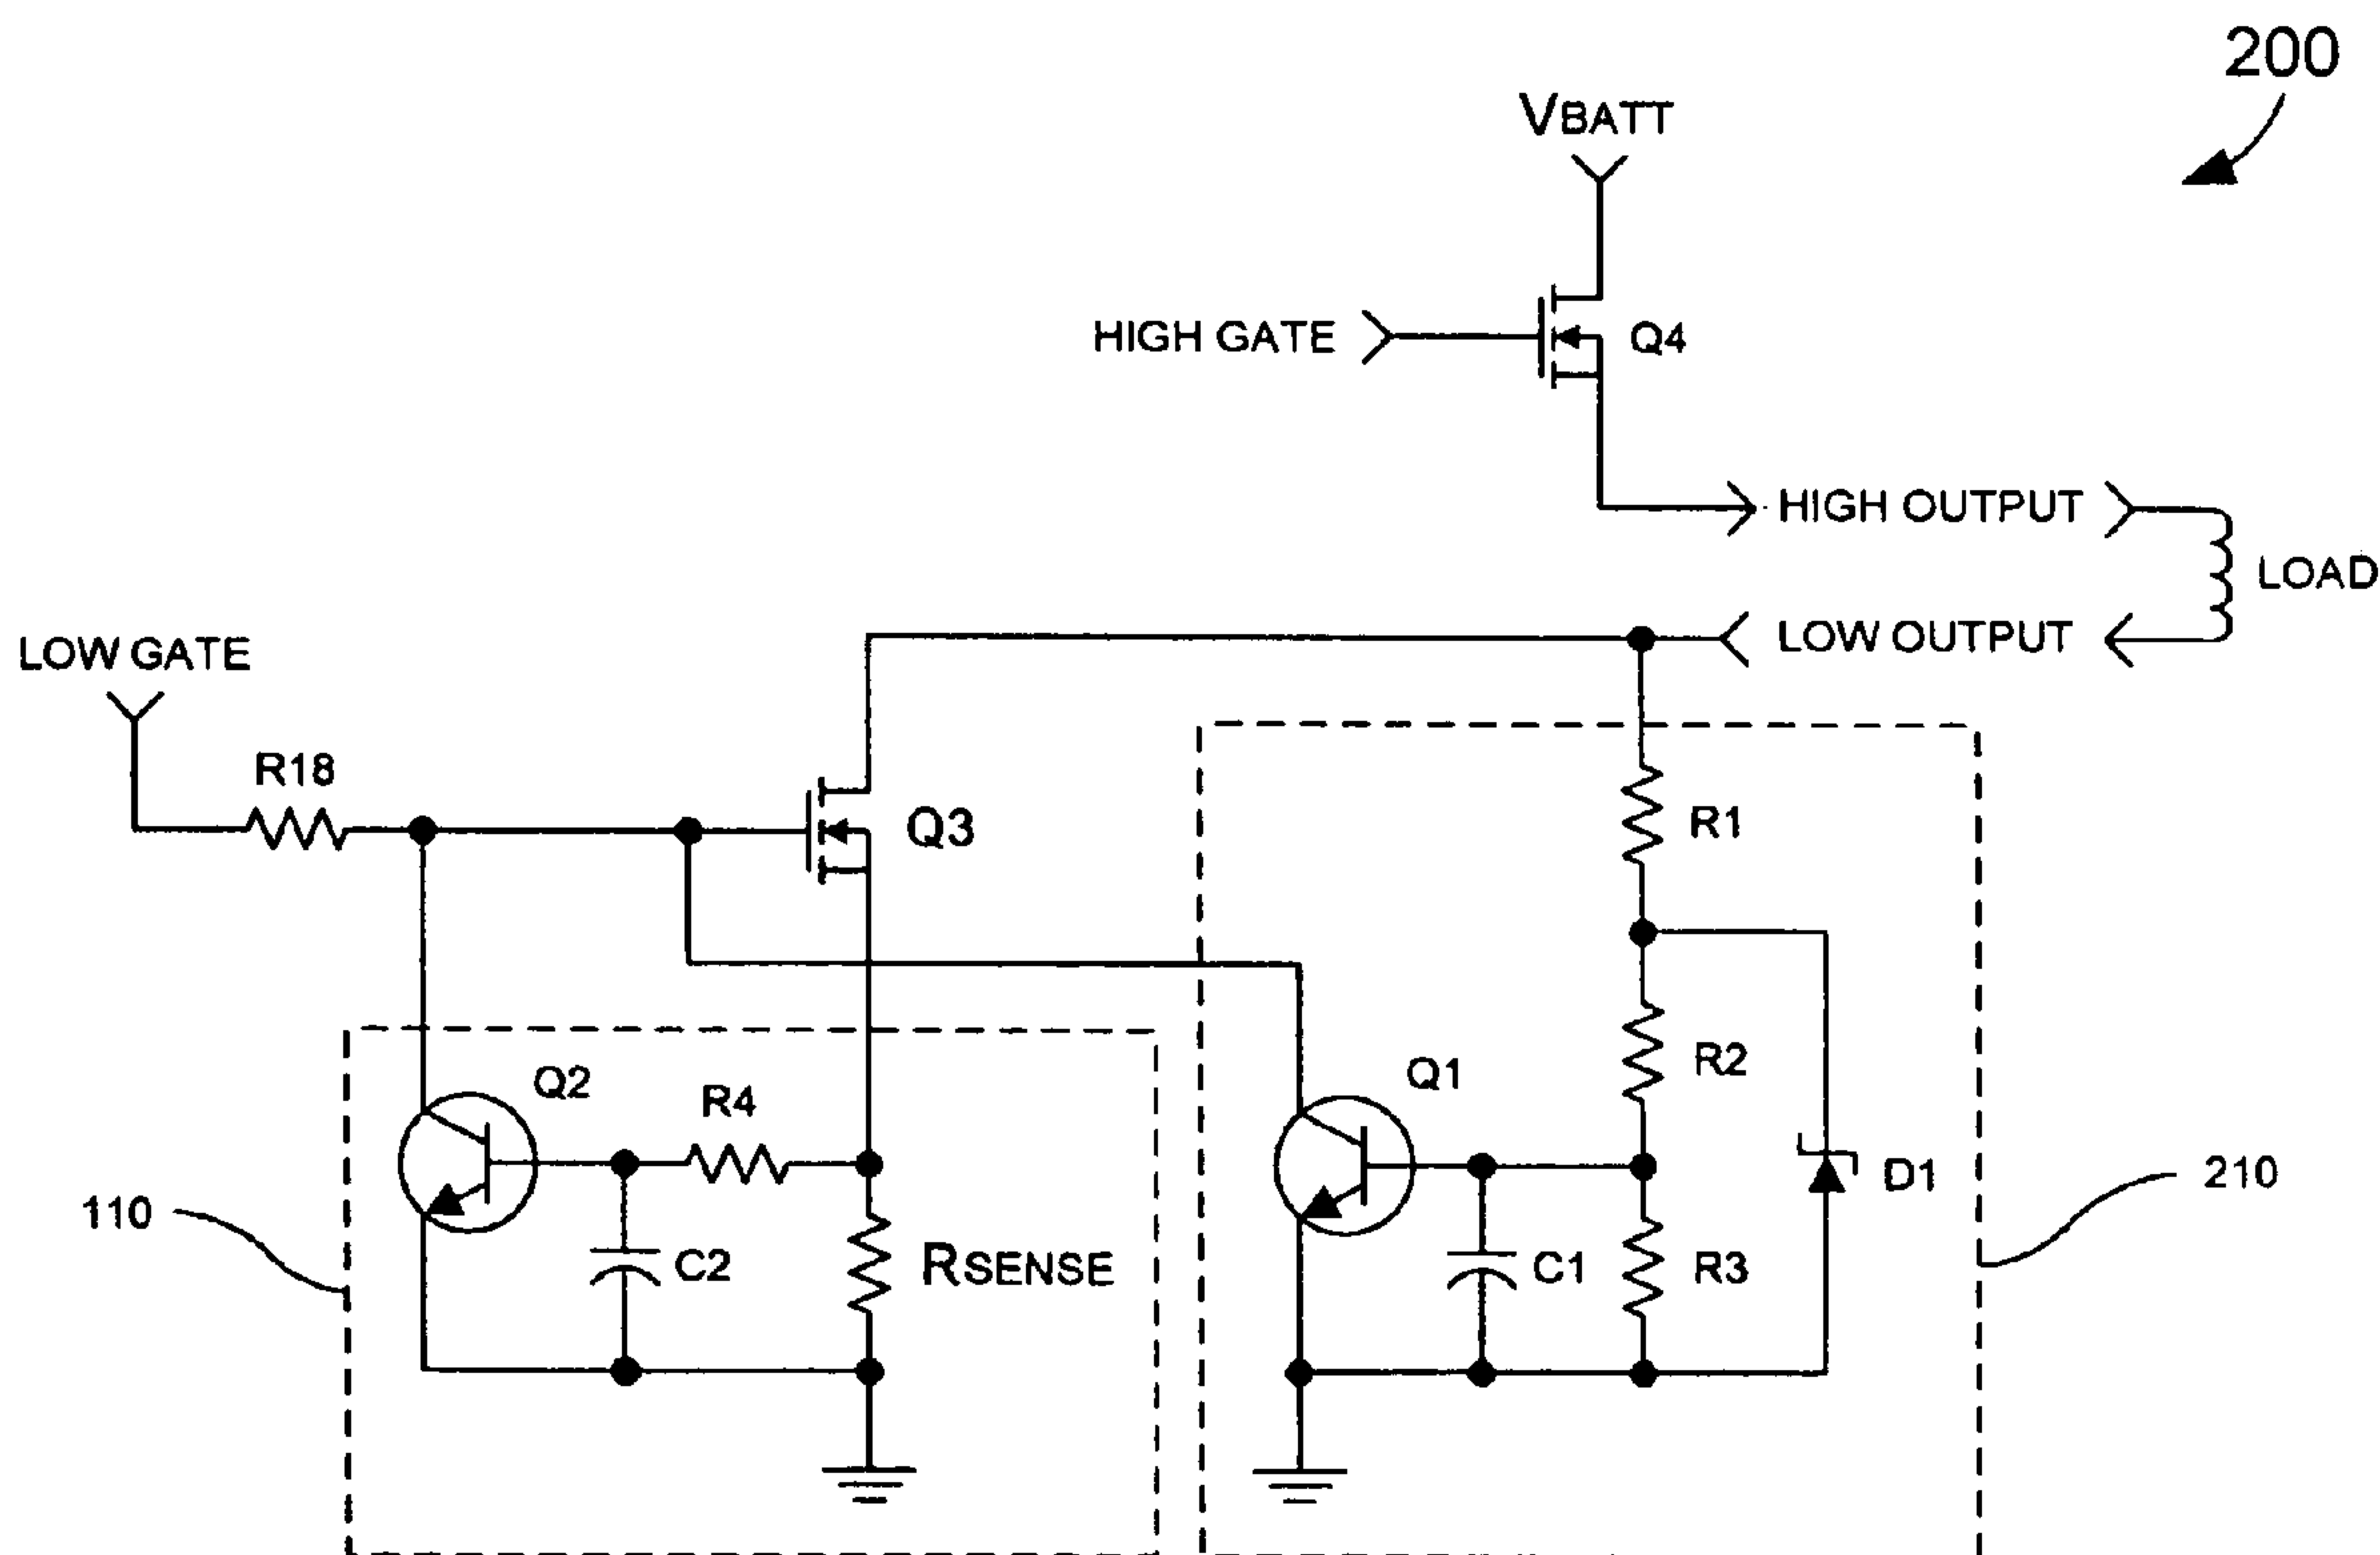 200
VBATT
HIGH GATE
Q4
HIGH OUTPUT
LOAD
LOW GATE
LOW OUTPUT
R18
Q3
R1
Q2
R4
Q1
R2
110
C2
RSENSE
C1
R3
D1
210